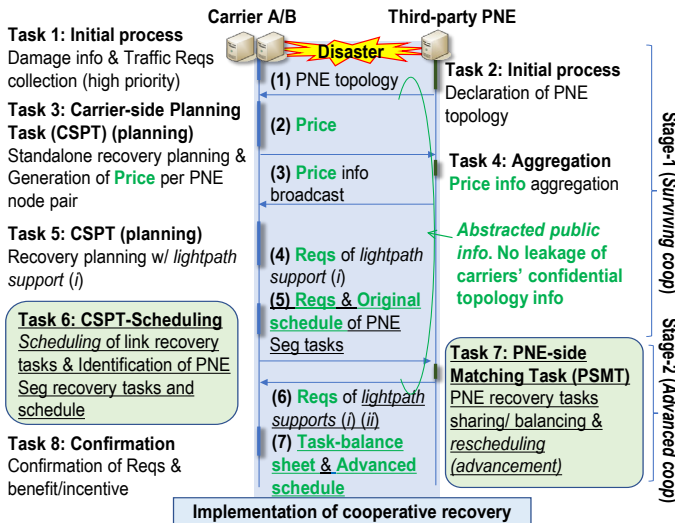 Carrier A/B
Third-party PNE
Disaster
Task 1: Initial process
Damage info & Traffic Reqs
collection (high priority)
(1) PNE topology
Task 2: Initial process
Declaration of PNE
topology
Task 3: Carrier-side Planning
Task (CSPT) (planning)
Standalone recovery planning &
Generation of Price per PNE
node pair
(2) Price
(3) Price info
broadcast
Task 4: Aggregation
Price info aggregation
Task 5: CSPT (planning)
Recovery planning w/ lightpath
support (i)
Abstracted public
info. No leakage of
carriers' confidential
topology info
(4) Reqs of lightpath
support (i)
(5) Reqs & Original
schedule of PNE
Seg tasks
Task 6: CSPT-Scheduling
Scheduling of link recovery
tasks & Identification of PNE
Seg recovery tasks and
schedule
Task 7: PNE-side
Matching Task (PSMT)
PNE recovery tasks
sharing/ balancing &
rescheduling
(advancement)
(6) Reqs of lightpath
supports (i) (ii)
(7) Task-balance
sheet & Advanced
schedule
Task 8: Confirmation
Confirmation of Reqs &
benefit/incentive
Implementation of cooperative recovery
Stage-1 (Surviving coop)
Stage-2 (Advanced coop)